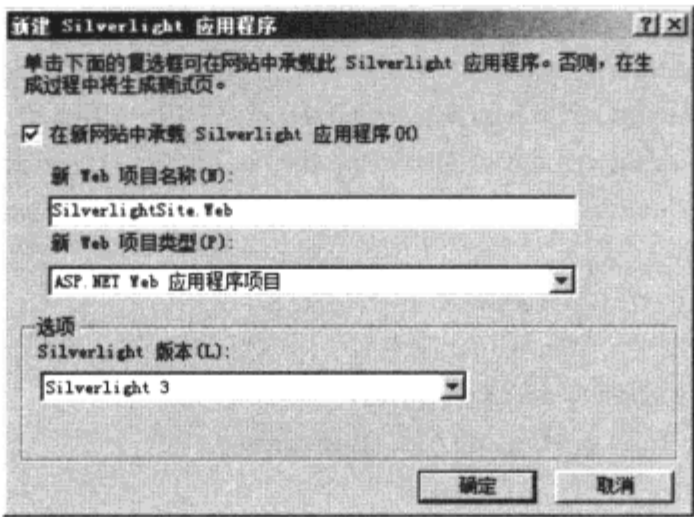 新建 Silverlight 应用程序
单击下面的复选框可在网站中承载此 Silverlight 应用程序。否则，在生
成过程中将生成测试页。
在新网站中承载 Silverlight 应用程序(H)
新 Web 项目名称(M):
SilverlightSite.Web
新 Web 项目类型(P):
ASP.NET Web 应用程序项目
选项
Silverlight 版本(L):
Silverlight 3
确定 取消